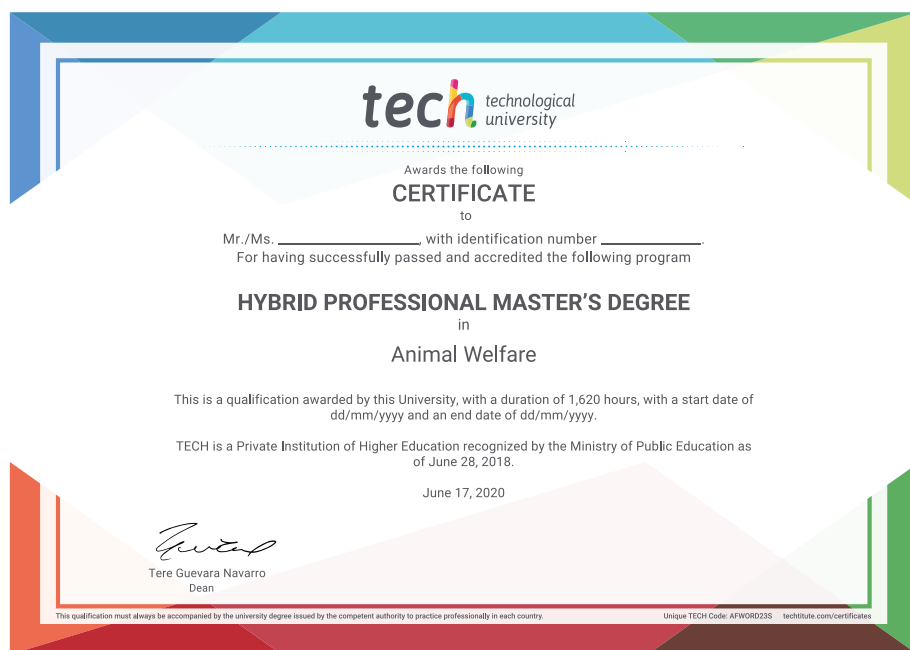 tech technological
university
Awards the following
CERTIFICATE
to
Mr./Ms. ____________________, with identification number ______________.
For having successfully passed and accredited the following program
HYBRID PROFESSIONAL MASTER'S DEGREE
in
Animal Welfare
This is a qualification awarded by this University, with a duration of 1,620 hours, with a start date of
dd/mm/yyyy and an end date of dd/mm/yyyy.
TECH is a Private Institution of Higher Education recognized by the Ministry of Public Education as
of June 28, 2018.
June 17, 2020
Tere Guevara Navarro
Dean
This qualification must always be accompanied by the university degree issued by the competent authority to practice professionally in each country.
Unique TECH Code: AFWORD23S techtitute.com/certificates